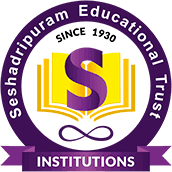 Seshadripuram Educational Trust
SINCE 1930
S
INSTITUTIONS